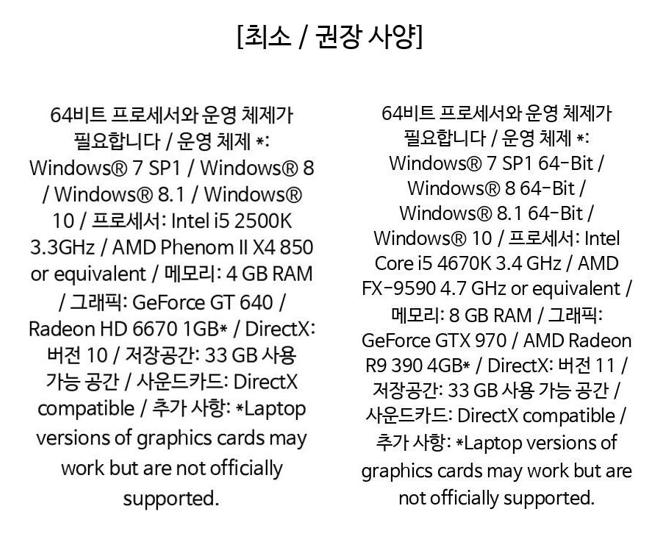 [최소 / 권장 사양]
64비트 프로세서와 운영 체제가
필요합니다 / 운영 체제 *:
Windows® 7 SP1 / Windows® 8
/ Windows® 8.1 / Windows®
10 / 프로세서: Intel i5 2500K
3.3GHz / AMD Phenom II X4 850
or equivalent / 메모리: 4 GB RAM
/ 그래픽: GeForce GT 640 /
Radeon HD 6670 1GB* / DirectX:
버전 10 / 저장공간: 33 GB 사용
가능 공간 / 사운드카드: DirectX
compatible / 추가 사항: *Laptop
versions of graphics cards may
work but are not officially
supported.
64비트 프로세서와 운영 체제가
필요합니다 / 운영 체제 *:
Windows® 7 SP1 64-Bit /
Windows® 8 64-Bit /
Windows® 8.1 64-Bit /
Windows® 10 / 프로세서: Intel
Core i5 4670K 3.4 GHz / AMD
FX-9590 4.7 GHz or equivalent /
메모리: 8 GB RAM / 그래픽:
GeForce GTX 970 / AMD Radeon
R9 390 4GB* / DirectX: 버전 11 /
저장공간: 33 GB 사용 가능 공간 /
사운드카드: DirectX compatible /
추가 사항: *Laptop versions of
graphics cards may work but are
not officially supported.